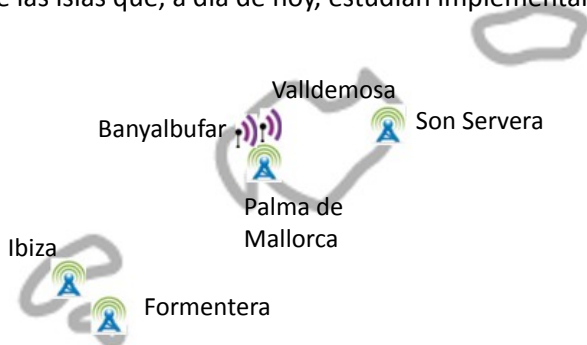 las islas que, a día de hoy, estudian implementar
Valldemosa
Banyalbufar
Son Servera
Palma de
Mallorca
Ibiza
Formentera